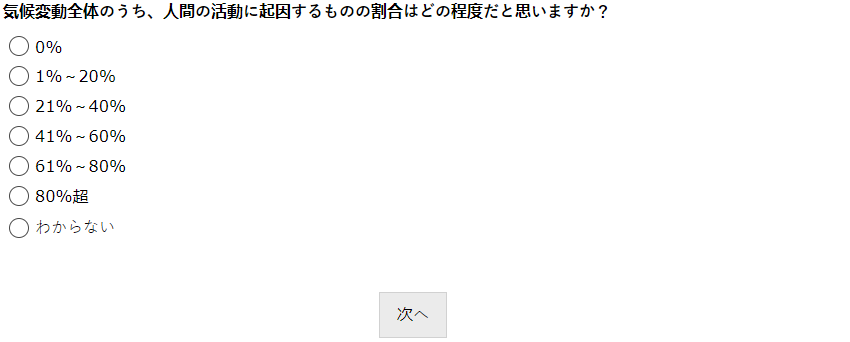 気候変動全体のうち、人間の活動に起因するものの割合はどの程度だと思いますか？
0%
1%～20%
21%～40%
41%～60%
61%～80%
80%超
わからない
次へ